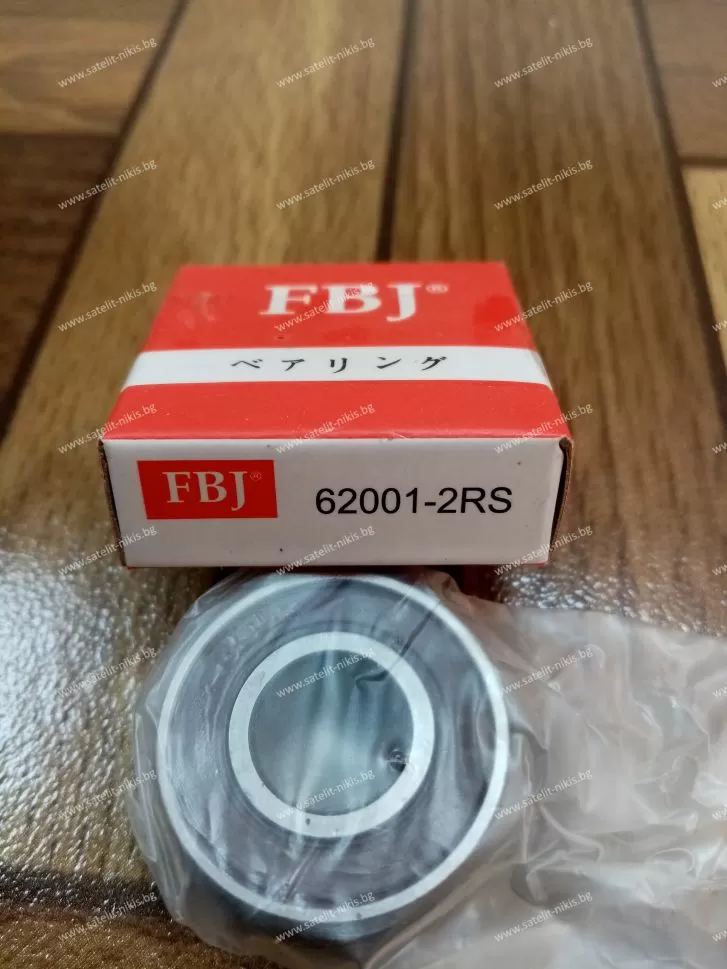 FBJ®
ベアリング
FBJ®
62001-2RS
www.satelit-nikis.bg